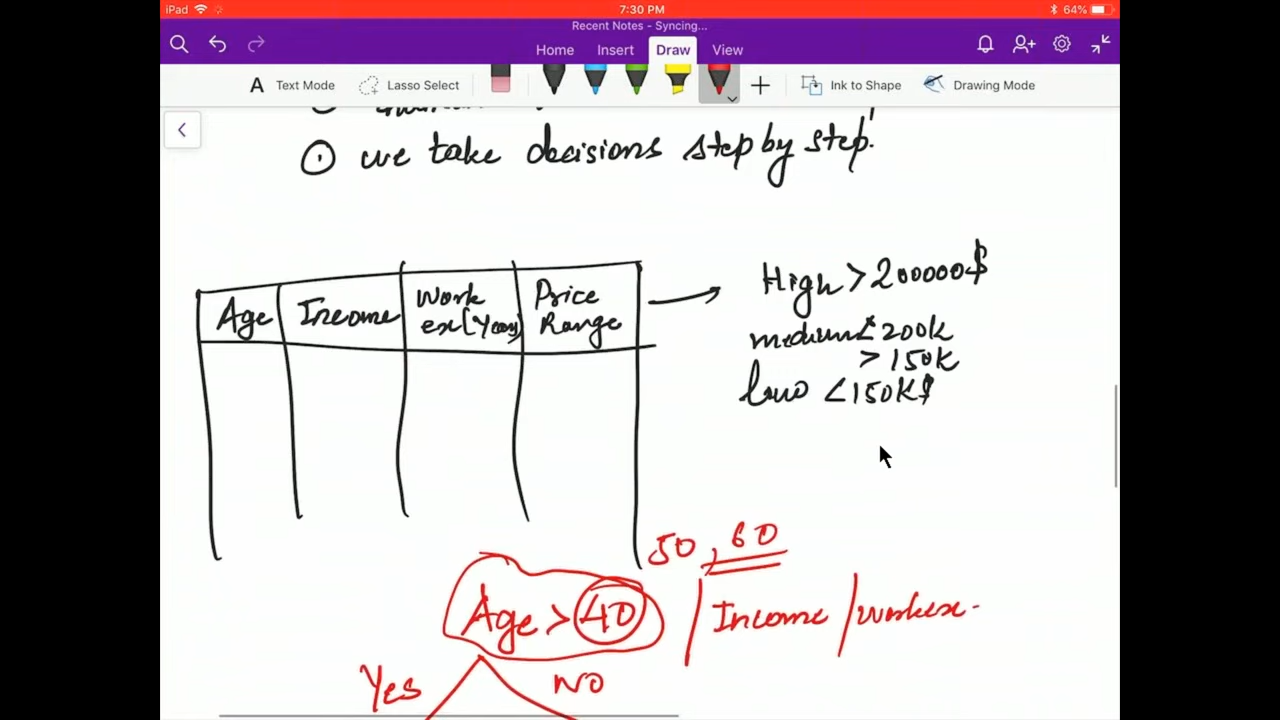 iPad
7:30 PM
64%
Recent Notes - Syncing...
Home Insert Draw View
A Text Mode Lasso Select Ink to Shape Drawing Mode
we take decisions step by step.
Age Income Work ex(Years) Price Range
High > 200000$
medium < 200k
> 150K
low < 150K$
50, 60
Age > 40 / Income / workex.
Yes NO